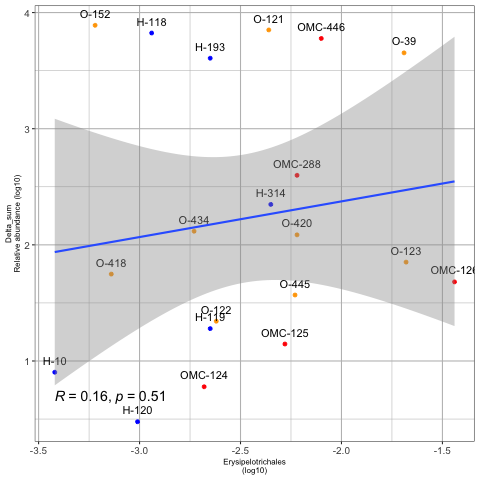 4
3
2
1
Delta_sum
Relative abundance (log10)
O-152
H-118
O-121
OMC-446
H-193
O-39
OMC-288
H-314
O-434
O-420
O-418
O-123
OMC-126
O-445
O-122
H-119
OMC-125
H-10
OMC-124
R = 0.16, p = 0.51
H-120
-3.5 -3.0 -2.5 -2.0 -1.5
Erysipelotrichales
(log10)